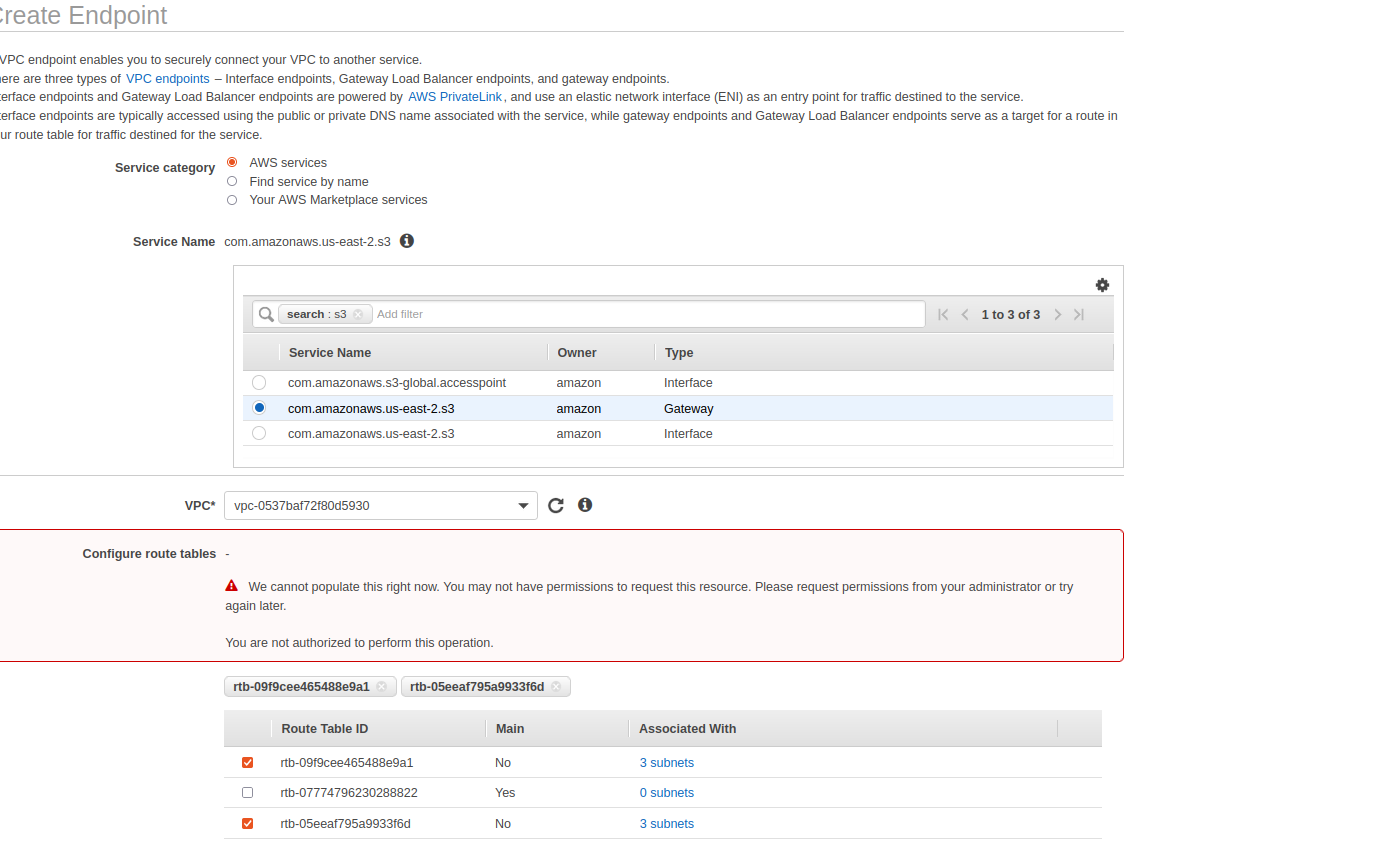 Create Endpoint
VPC endpoint enables you to securely connect your VPC to another service.
ere are three types of VPC endpoints – Interface endpoints, Gateway Load Balancer endpoints, and gateway endpoints.
terface endpoints and Gateway Load Balancer endpoints are powered by AWS PrivateLink, and use an elastic network interface (ENI) as an entry point for traffic destined to the service.
terface endpoints are typically accessed using the public or private DNS name associated with the service, while gateway endpoints and Gateway Load Balancer endpoints serve as a target for a route in
ur route table for traffic destined for the service.
Service category
AWS services
Find service by name
Your AWS Marketplace services
Service Name com.amazonaws.us-east-2.s3
search : s3 Add filter 1 to 3 of 3
Service Name Owner Type
com.amazonaws.s3-global.accesspoint amazon Interface
com.amazonaws.us-east-2.s3 amazon Gateway
com.amazonaws.us-east-2.s3 amazon Interface
VPC* vpc-0537baf72f80d5930
Configure route tables -
We cannot populate this right now. You may not have permissions to request this resource. Please request permissions from your administrator or try
again later.
You are not authorized to perform this operation.
rtb-09f9cee465488e9a1 rtb-05eeaf795a9933f6d
Route Table ID Main Associated With
rtb-09f9cee465488e9a1 No 3 subnets
rtb-07774796230288822 Yes 0 subnets
rtb-05eeaf795a9933f6d No 3 subnets